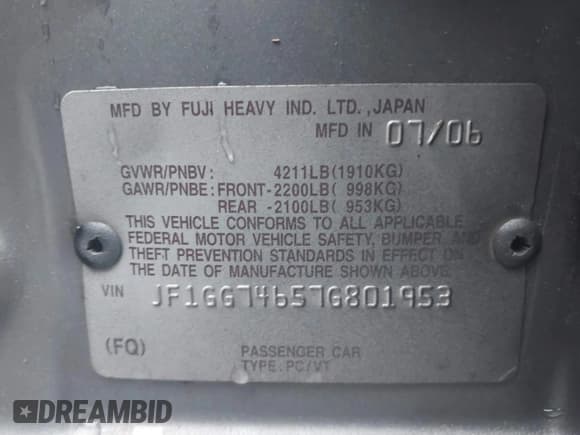 MFD BY FUJI HEAVY IND. LTD.,JAPAN
MFD IN 07/06
GVWR/PNBV: 4211LB(1910KG)
GAWR/PNBE:FRONT-2200LB( 998KG)
REAR -2100LB( 953KG)
THIS VEHICLE CONFORMS TO ALL APPLICABLE
FEDERAL MOTOR VEHICLE SAFETY, BUMPER, AND
THEFT PREVENTION STANDARDS IN EFFECT ON
THE DATE OF MANUFACTURE SHOWN ABOVE.
VIN JF1GG74657G801953
(FQ) PASSENGER CAR
TYPE:PC/VT
DREAMBID